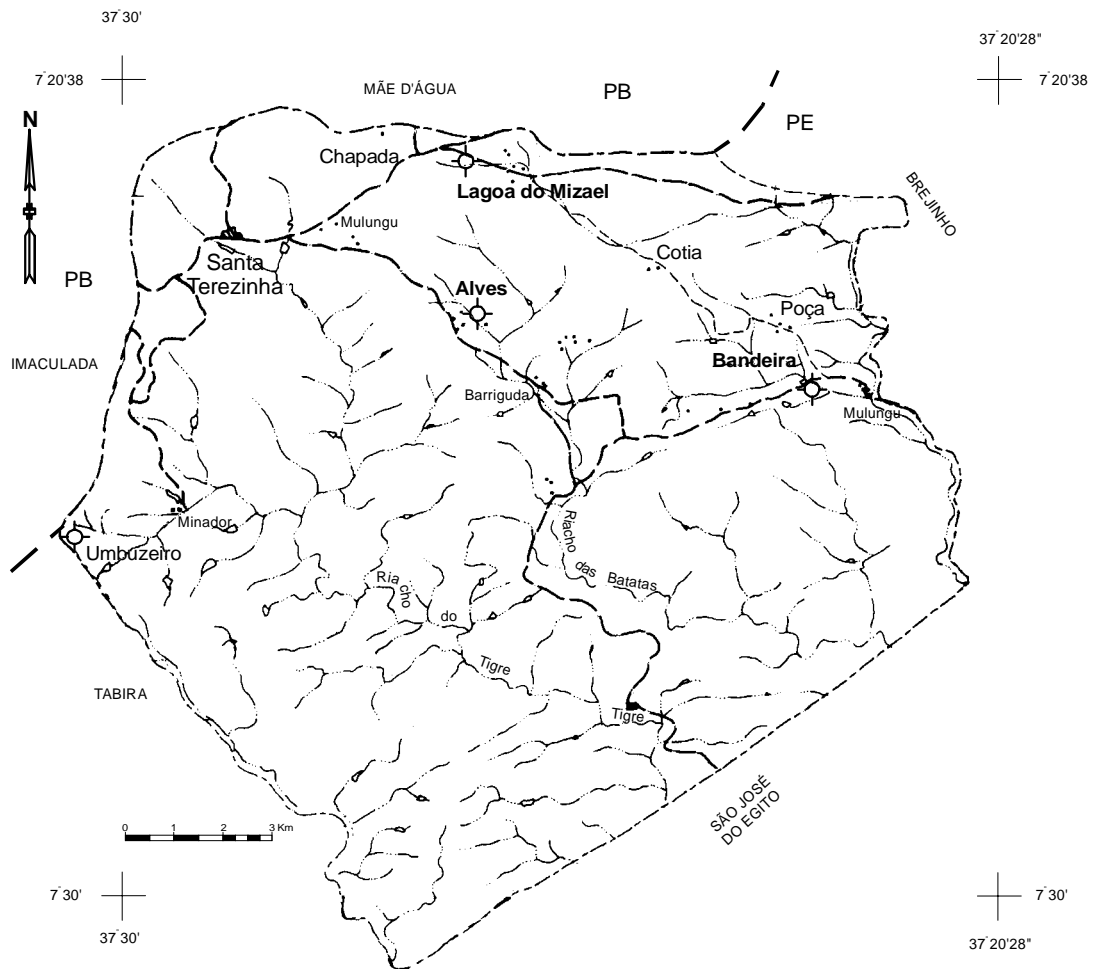 37°30'
37°20'28"
7°20'38
7°20'38
MÃE D'ÁGUA
PB
PE
N
Chapada
Lagoa do Mizael
BREJINHO
Mulungu
Cotia
PB
Santa
Terezinha
Alves
Poça
IMACULADA
Bandeira
Barriguda
Mulungu
Minador
Umbuzeiro
Riacho das Batatas
Riacho do Tigre
TABIRA
Tigre
SÃO JOSÉ
DO EGITO
0 1 2 3 Km
7°30'
7°30'
37°30'
37°20'28"